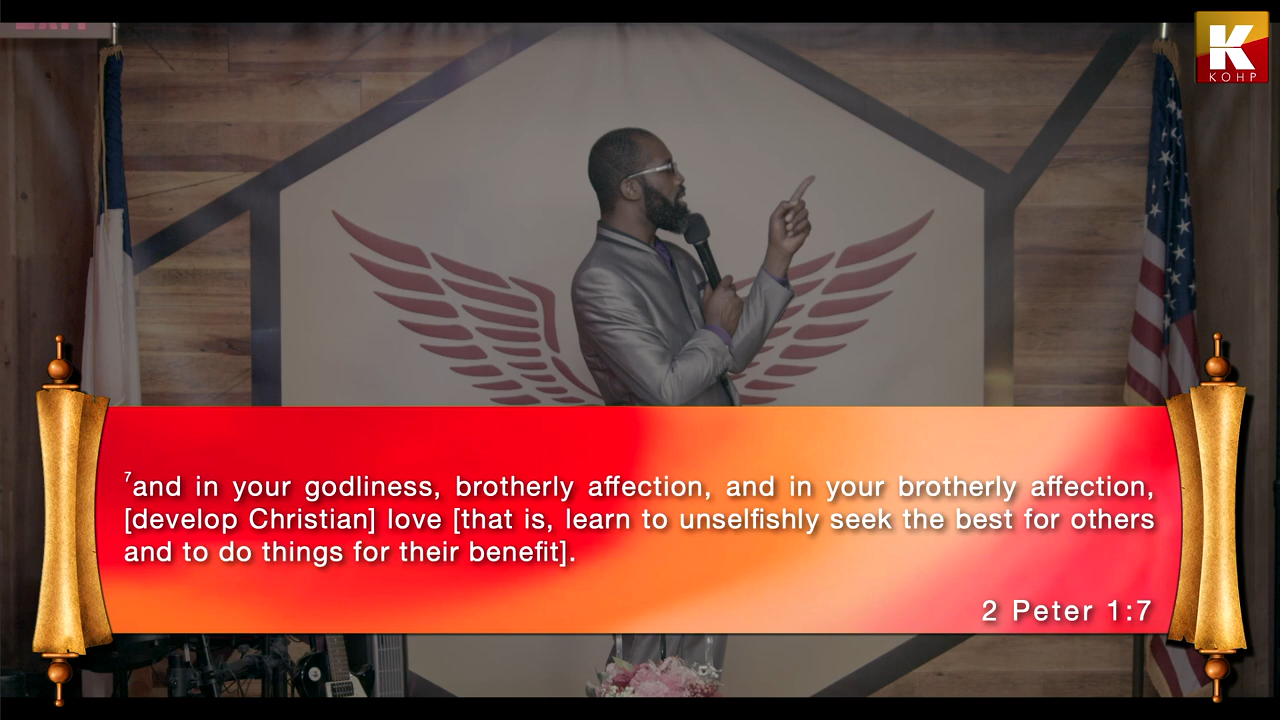 EXIT
K
KOHP
⁷and in your godliness, brotherly affection, and in your brotherly affection,
[develop Christian] love [that is, learn to unselfishly seek the best for others
and to do things for their benefit].
2 Peter 1:7